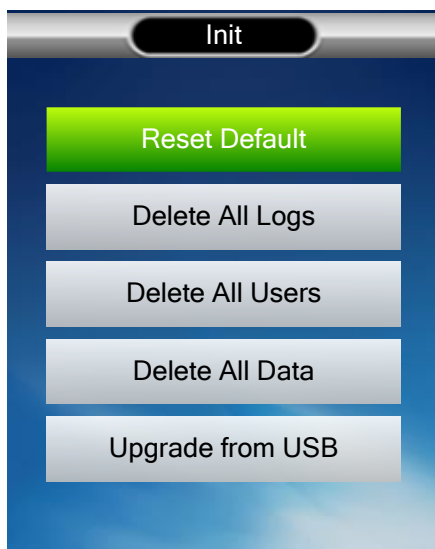 Init
Reset Default
Delete All Logs
Delete All Users
Delete All Data
Upgrade from USB